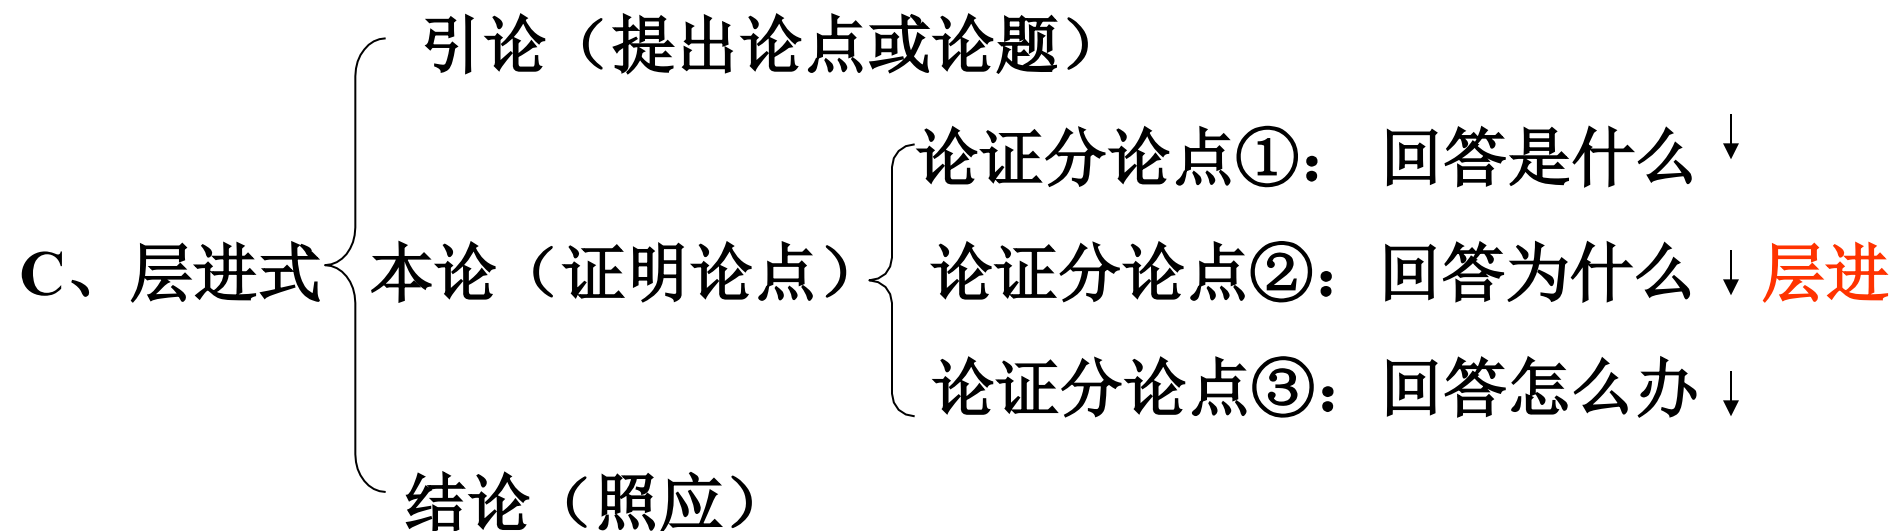 引论（提出论点或论题）
论证分论点①： 回答是什么
C、层进式 本论（证明论点） 论证分论点②：回答为什么 层进
论证分论点③：回答怎么办
结论（照应）